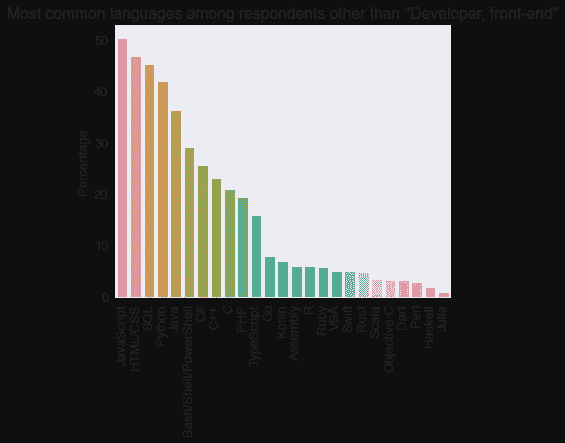 Most common languages among respondents other than "Developer, front-end"
50
40
30
20
10
0
Percentage
JavaScript
HTML/CSS
SQL
Python
Java
Bash/Shell/PowerShell
C#
C++
C
PHP
TypeScript
Go
Kotlin
Assembly
R
Ruby
VBA
Swift
Rust
Scala
Objective-C
Dart
Perl
Haskell
Julia